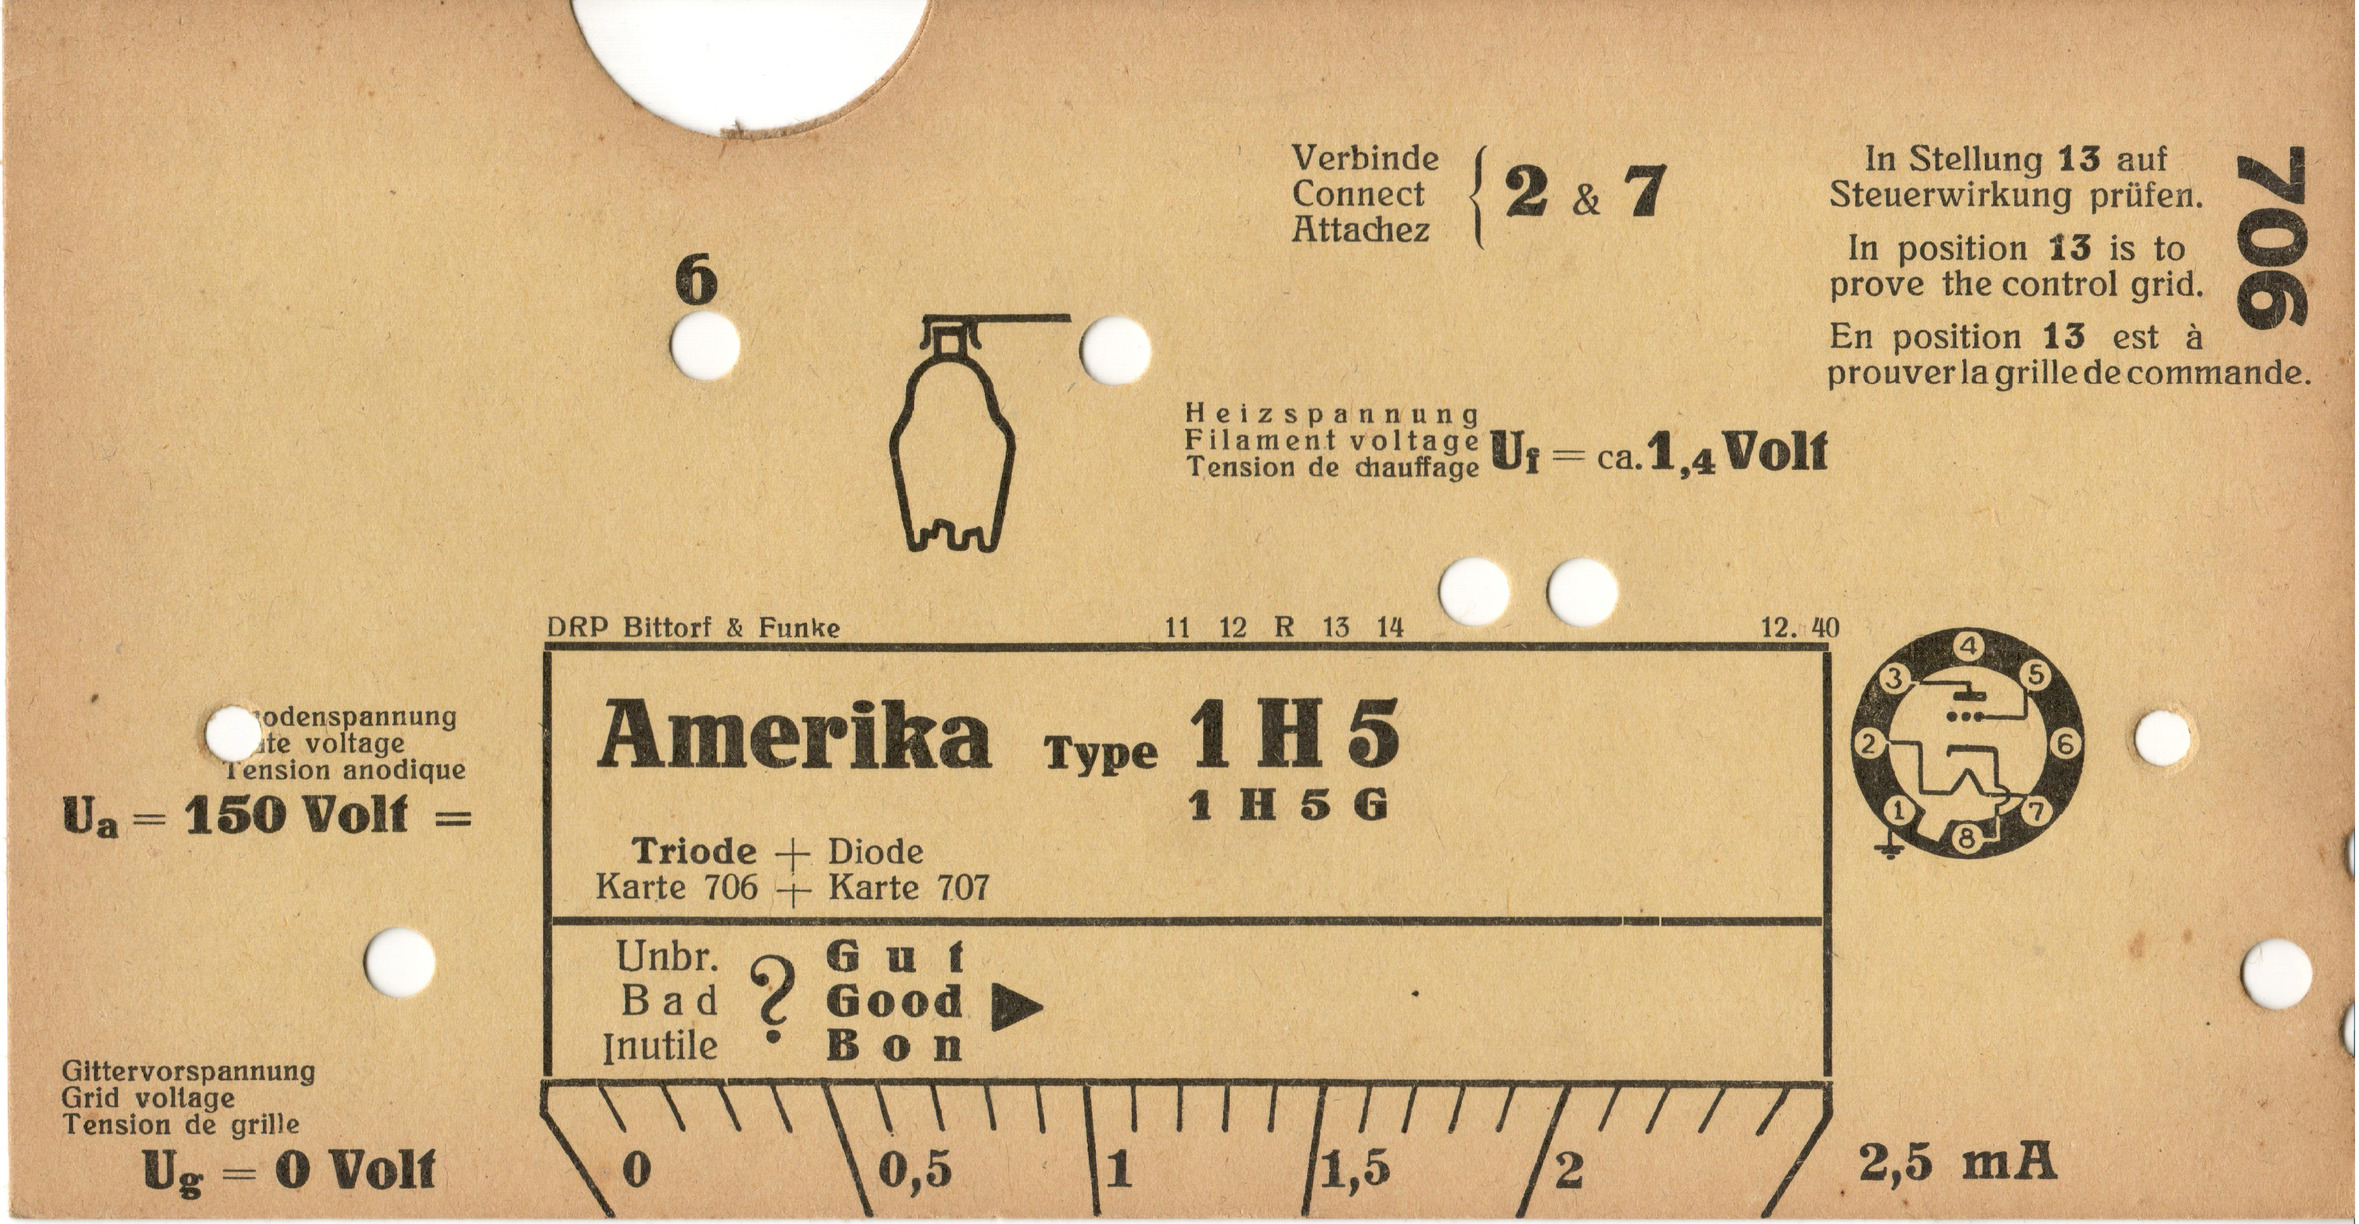 Verbinde
Connect
Attachez
2 & 7
In Stellung 13 auf
Steuerwirkung prüfen.
In position 13 is to
prove the control grid.
En position 13 est à
prouver la grille de commande.
706
6
Heizspannung
Filament voltage
Tension de chauffage
Uf = ca. 1,4 Volt
DRP Bittorf & Funke 11 12 R 13 14 12. 40
Amerika Type 1 H 5
1 H 5 G
Triode + Diode
Karte 706 + Karte 707
4
3 5
2 6
1 7
8
voltage
Tension anodique
Ua = 150 Volt =
Unbr. ? Gut
Bad Good
Inutile Bon
Gittervorspannung
Grid voltage
Tension de grille
Ug = 0 Volt
0 0,5 1 1,5 2 2,5 mA